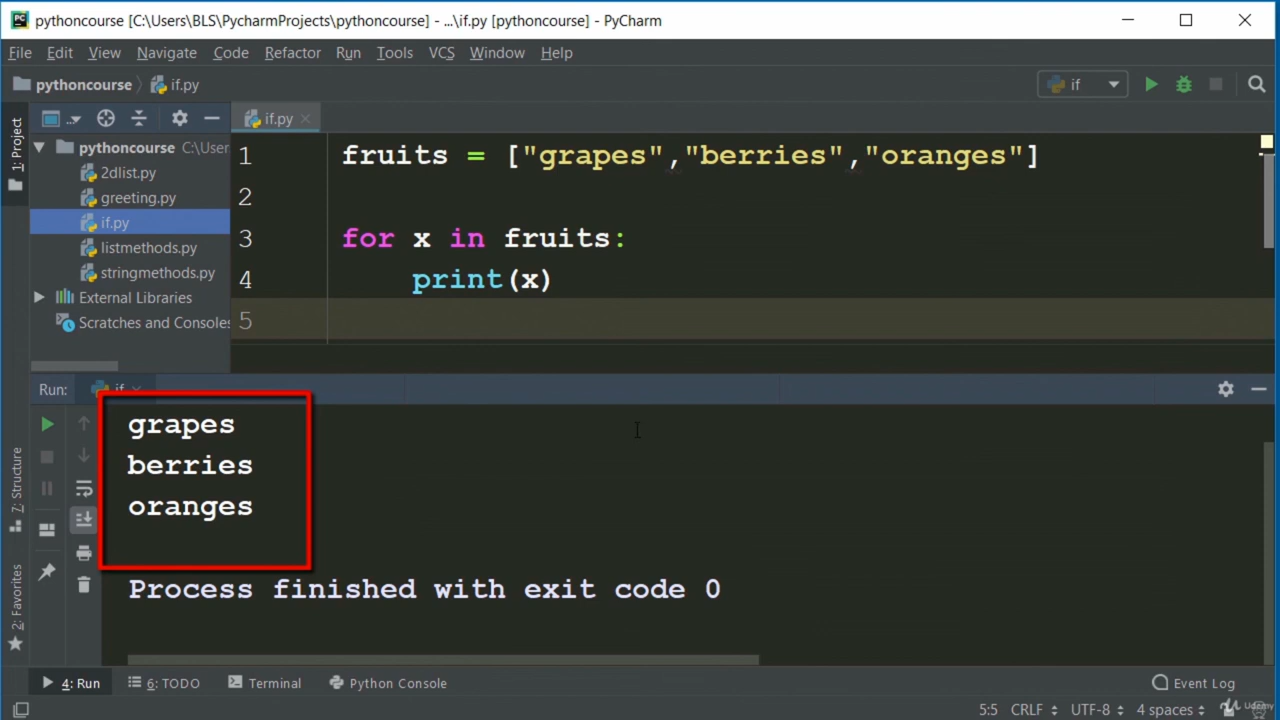 pythoncourse [C:\Users\BLS\PycharmProjects\pythoncourse] - ...\if.py [pythoncourse] - PyCharm
File Edit View Navigate Code Refactor Run Tools VCS Window Help
pythoncourse if.py if
1: Project
if.py
pythoncourse C:\User
2dlist.py
greeting.py
if.py
listmethods.py
stringmethods.py
External Libraries
Scratches and Consoles
1 fruits = ["grapes","berries","oranges"]
2
3 for x in fruits:
4     print(x)
5
Run: if
grapes
berries
oranges
Process finished with exit code 0
7: Structure
2: Favorites
4: Run 6: TODO Terminal Python Console Event Log
5:5 CRLF UTF-8 4 spaces Udemy